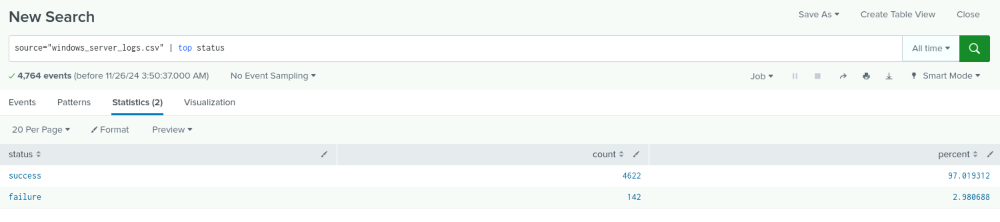 New Search
Save As Create Table View Close
source="windows_server_logs.csv" | top status
All time
4,764 events (before 11/26/24 3:50:37.000 AM) No Event Sampling
Job Smart Mode
Events Patterns Statistics (2) Visualization
20 Per Page Format Preview
status count percent
success 4622 97.019312
failure 142 2.980688